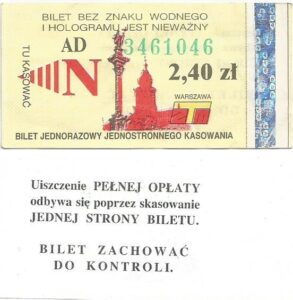 BILET BEZ ZNAKU WODNEGO
I HOLOGRAMU JEST NIEWAŻNY
TU KASOWAĆ
AD
3461046
N
2,40 zł
WARSZAWA
BILET JEDNORAZOWY JEDNOSTRONNEGO KASOWANIA
Uiszczenie PEŁNEJ OPŁATY
odbywa się poprzez skasowanie
JEDNEJ STRONY BILETU.
BILET ZACHOWAĆ
DO KONTROLI.